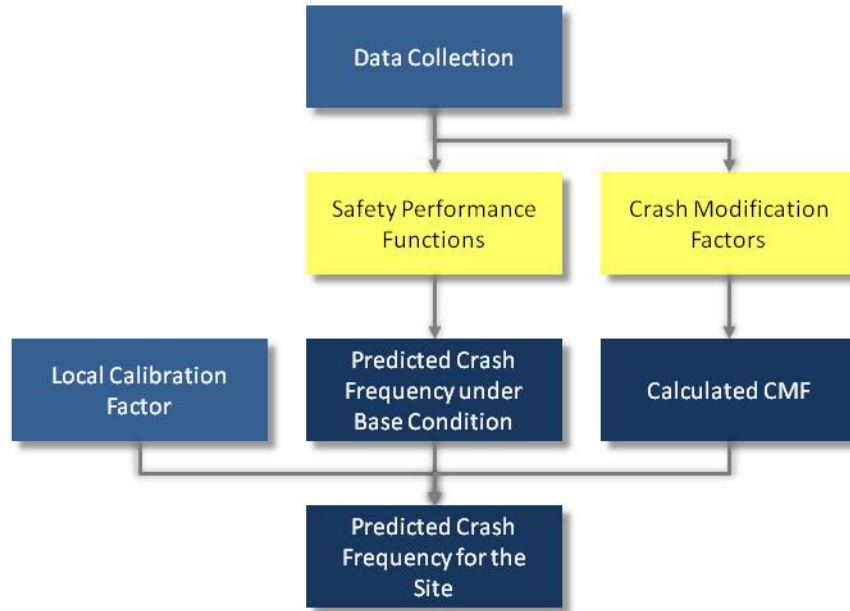 Data Collection
Safety Performance
Functions
Crash Modification
Factors
Local Calibration
Factor
Predicted Crash
Frequency under
Base Condition
Calculated CMF
Predicted Crash
Frequency for the
Site